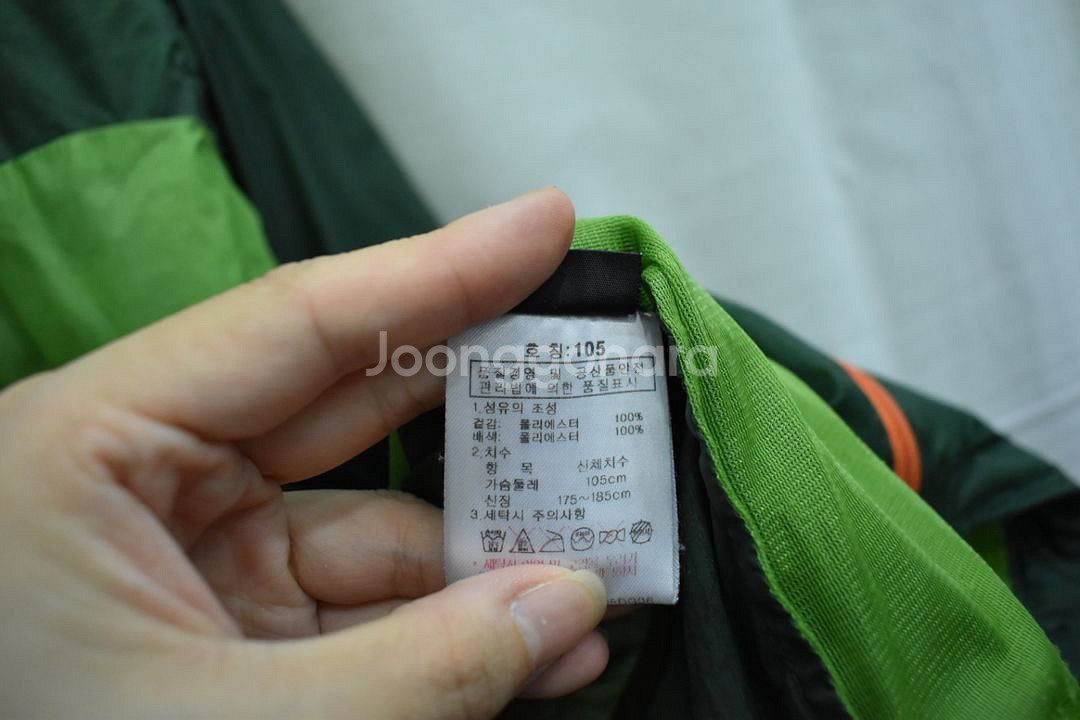 호 칭:105
Joonggonara
품질경영 및 공산품안전
관리법에 의한 품질표시
1.섬유의 조성
겉감: 폴리에스터 100%
배색: 폴리에스터 100%
2.치수
항 목 신체치수
가슴둘레 105cm
신장 175~185cm
3.세탁시 주의사항